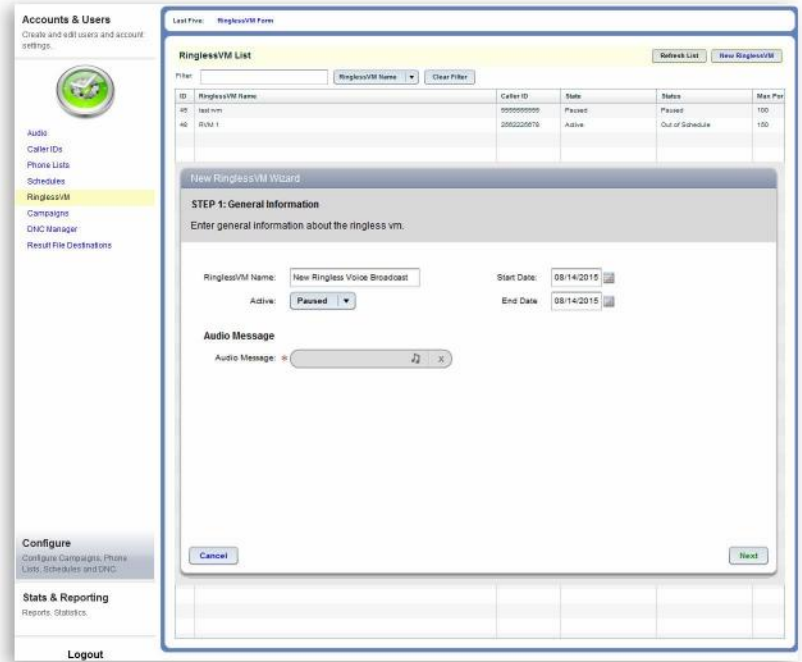 Accounts & Users
Create and edit users and account
settings.
Audio
Caller IDs
Phone Lists
Schedules
RinglessVM
Campaigns
DNC Manager
Result File Destinations
Configure
Configure Campaigns, Phone
Lists, Schedules and DNC.
Stats & Reporting
Reports, Statistics.
Logout
Last Five: RinglessVM Form
RinglessVM List
Refresh List New RinglessVM
Filter RinglessVM Name Clear Filter
ID RinglessVM Name Caller ID State Status Max Por
45 test rvm 9999999999 Paused Paused 100
48 RVM 1 Active Out of Schedule 150
New RinglessVM Wizard
STEP 1: General Information
Enter general information about the ringless vm.
RinglessVM Name: New Ringless Voice Broadcast Start Date: 08/14/2015
Active: Paused End Date 08/14/2015
Audio Message
Audio Message: * x
Cancel Next